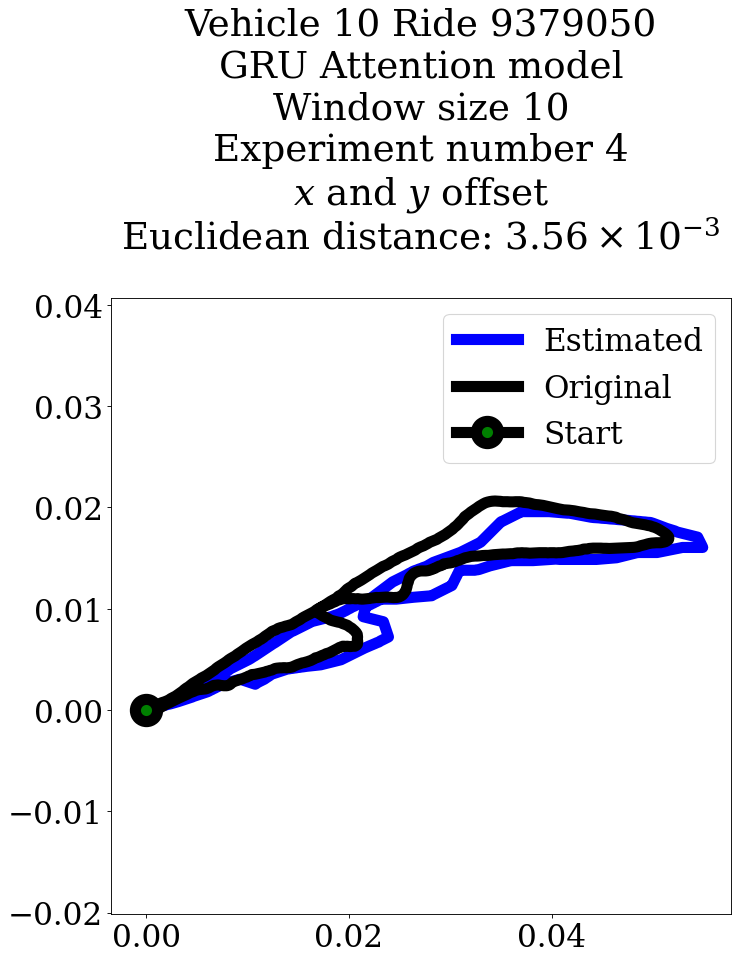 Vehicle 10 Ride 9379050
GRU Attention model
Window size 10
Experiment number 4
x and y offset
Euclidean distance: 3.56 × 10⁻³
Estimated
Original
Start
0.04
0.03
0.02
0.01
0.00
−0.01
−0.02
0.00 0.02 0.04